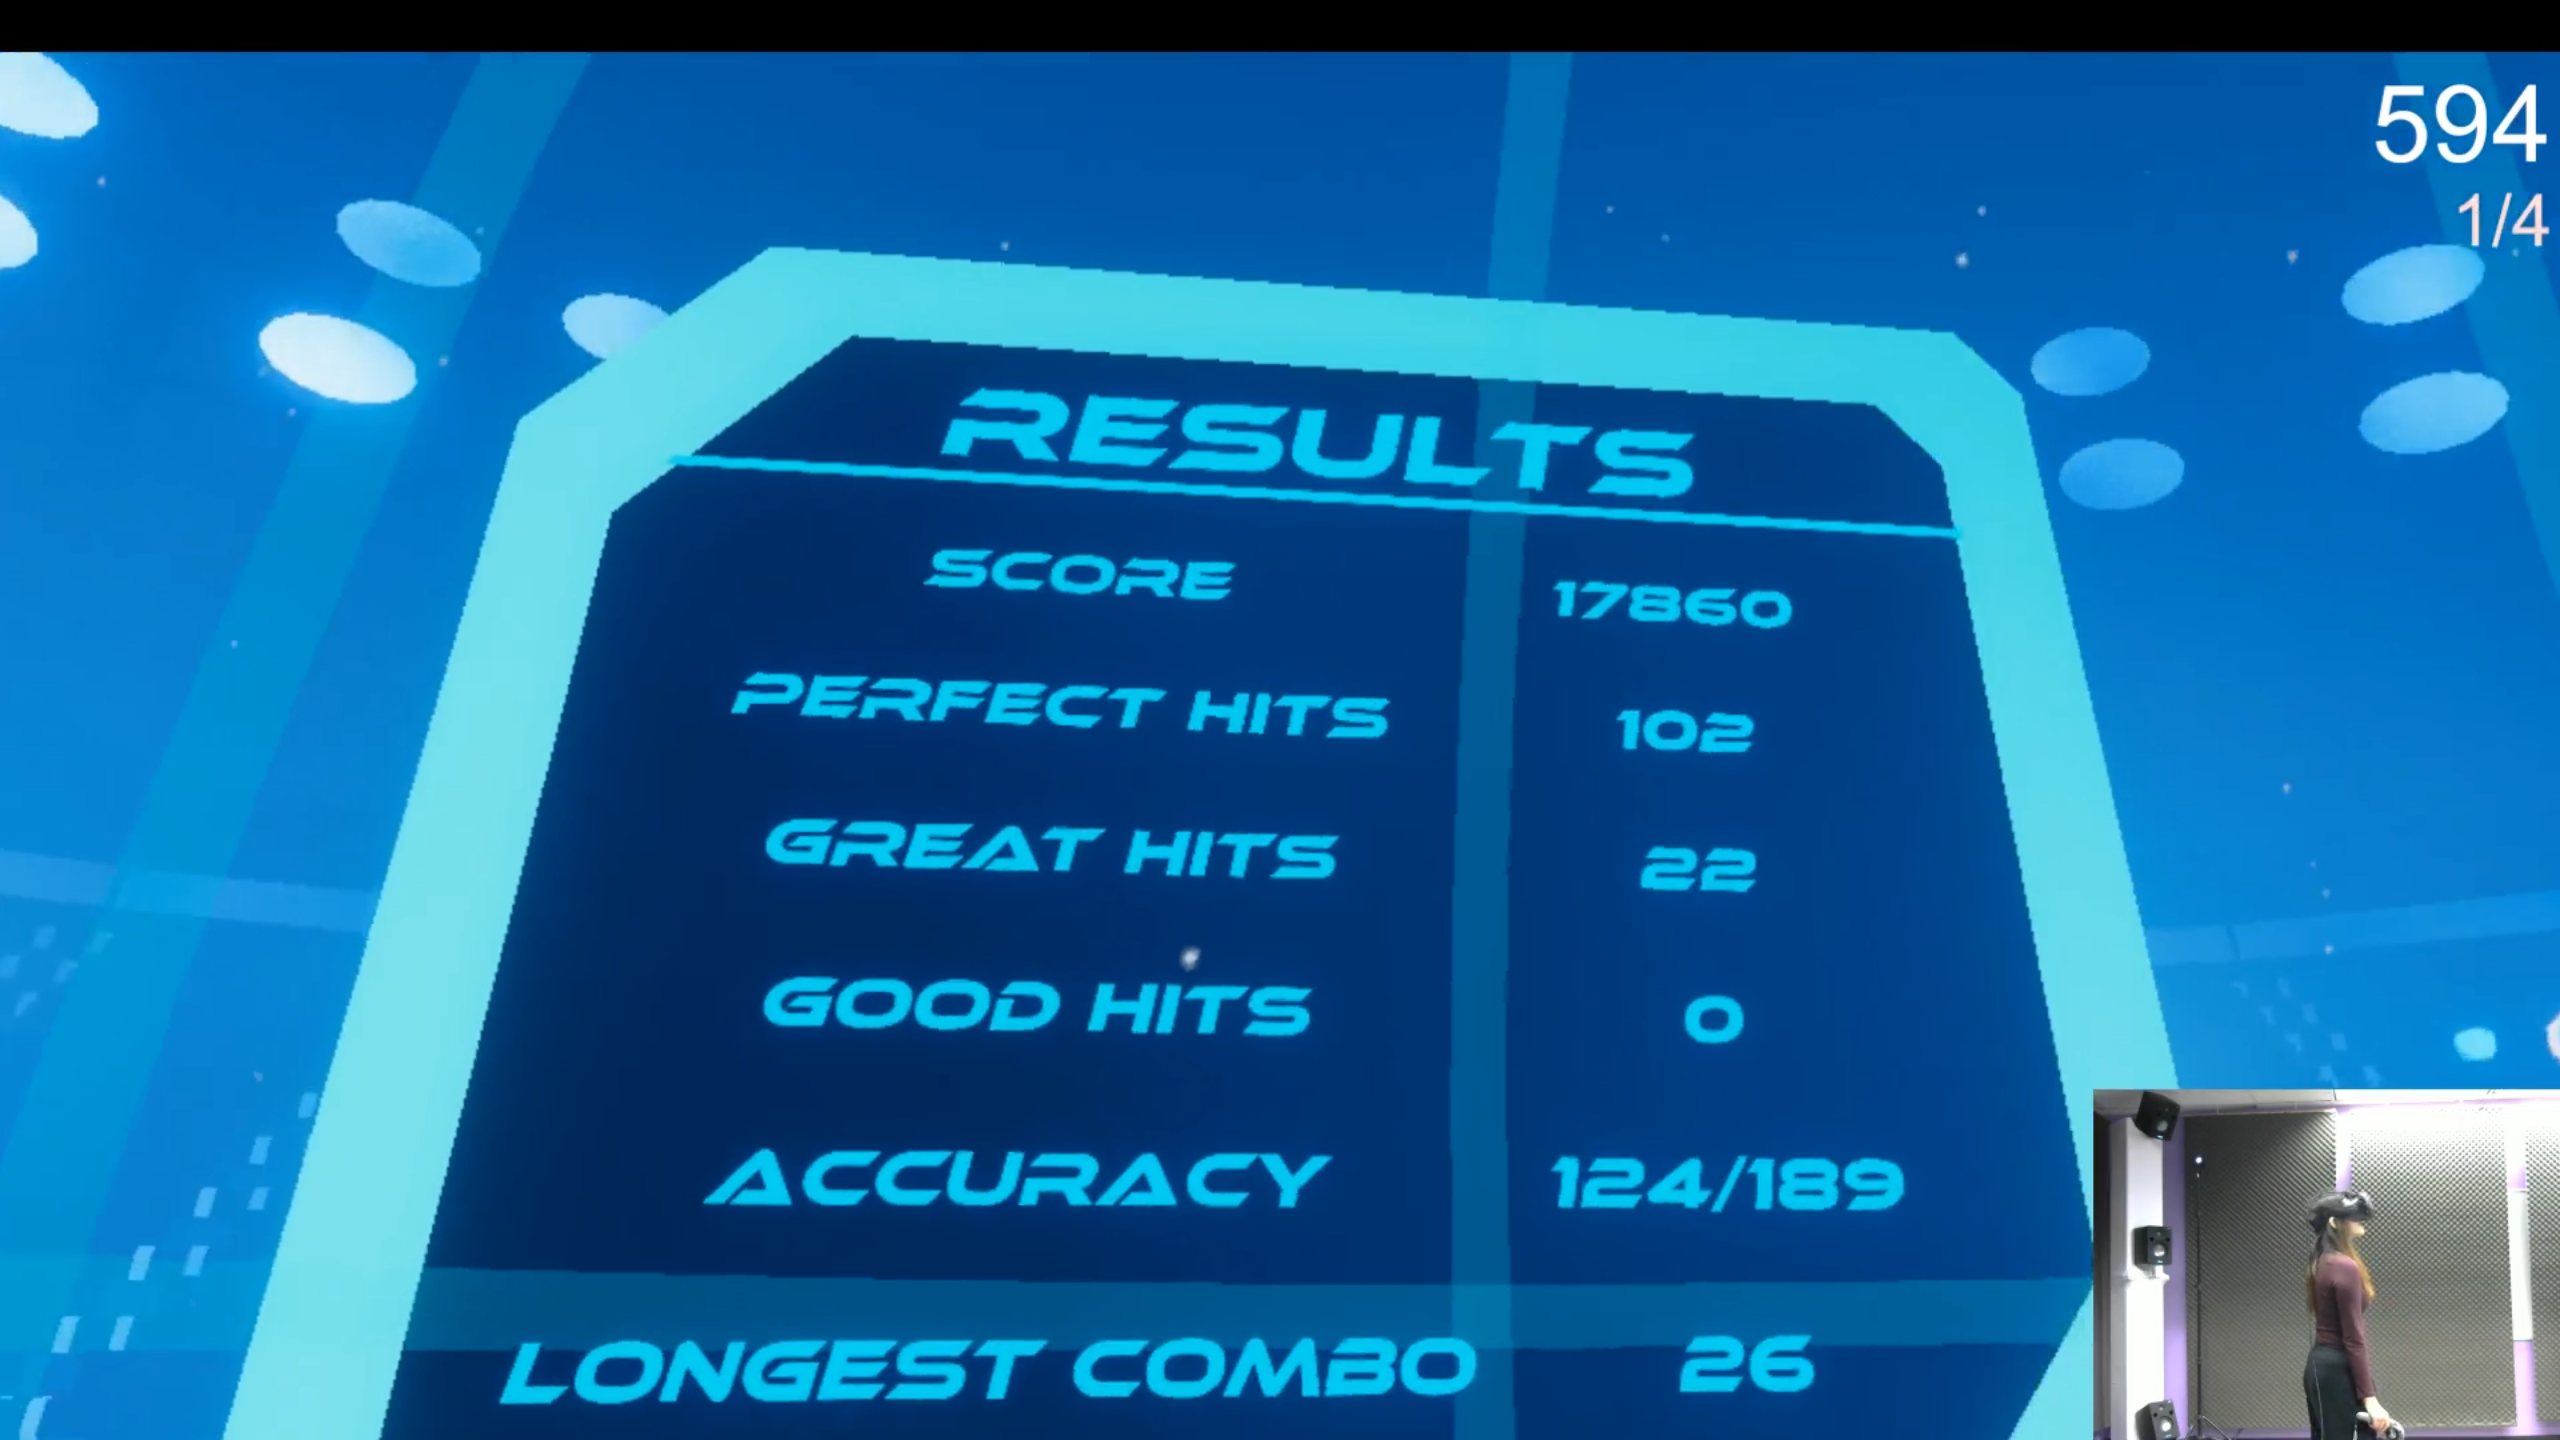 594
1/4
RESULTS
SCORE 17860
PERFECT HITS 102
GREAT HITS 22
GOOD HITS 0
ACCURACY 124/189
LONGEST COMBO 26